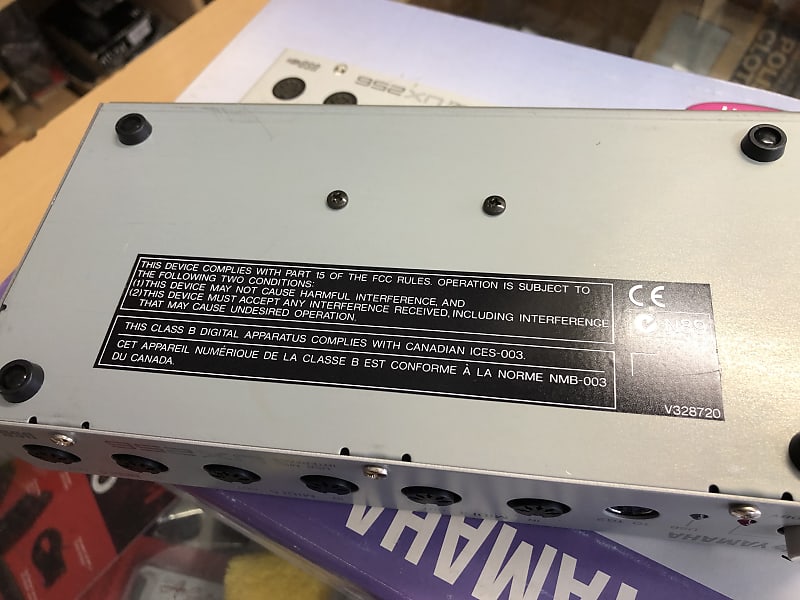 POLI
CLOT
UX256
THIS DEVICE COMPLIES WITH PART 15 OF THE FCC RULES. OPERATION IS SUBJECT TO
THE FOLLOWING TWO CONDITIONS:
(1)THIS DEVICE MAY NOT CAUSE HARMFUL INTERFERENCE, AND
(2)THIS DEVICE MUST ACCEPT ANY INTERFERENCE RECEIVED, INCLUDING INTERFERENCE
THAT MAY CAUSE UNDESIRED OPERATION.
THIS CLASS B DIGITAL APPARATUS COMPLIES WITH CANADIAN ICES-003.
CET APPAREIL NUMÉRIQUE DE LA CLASSE B EST CONFORME À LA NORME NMB-003
DU CANADA.
CE
V328720
YAMAHA
YAMAHA